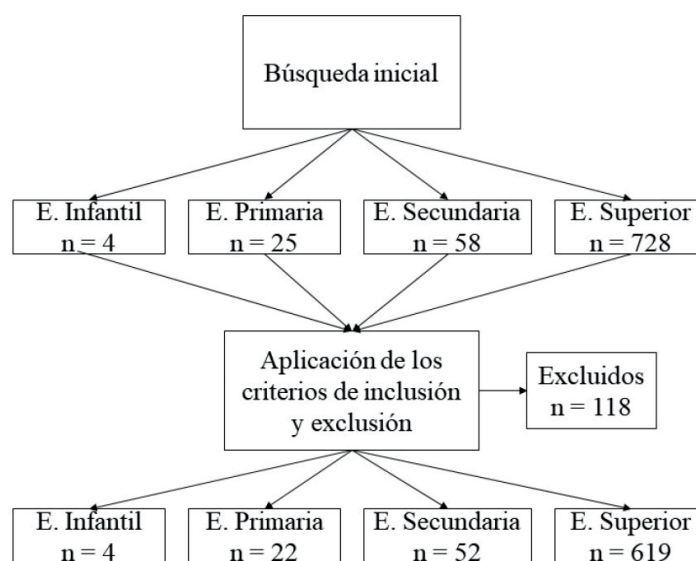 Búsqueda inicial
E. Infantil
n = 4
E. Primaria
n = 25
E. Secundaria
n = 58
E. Superior
n = 728
Aplicación de los
criterios de inclusión
y exclusión
Excluidos
n = 118
E. Infantil
n = 4
E. Primaria
n = 22
E. Secundaria
n = 52
E. Superior
n = 619